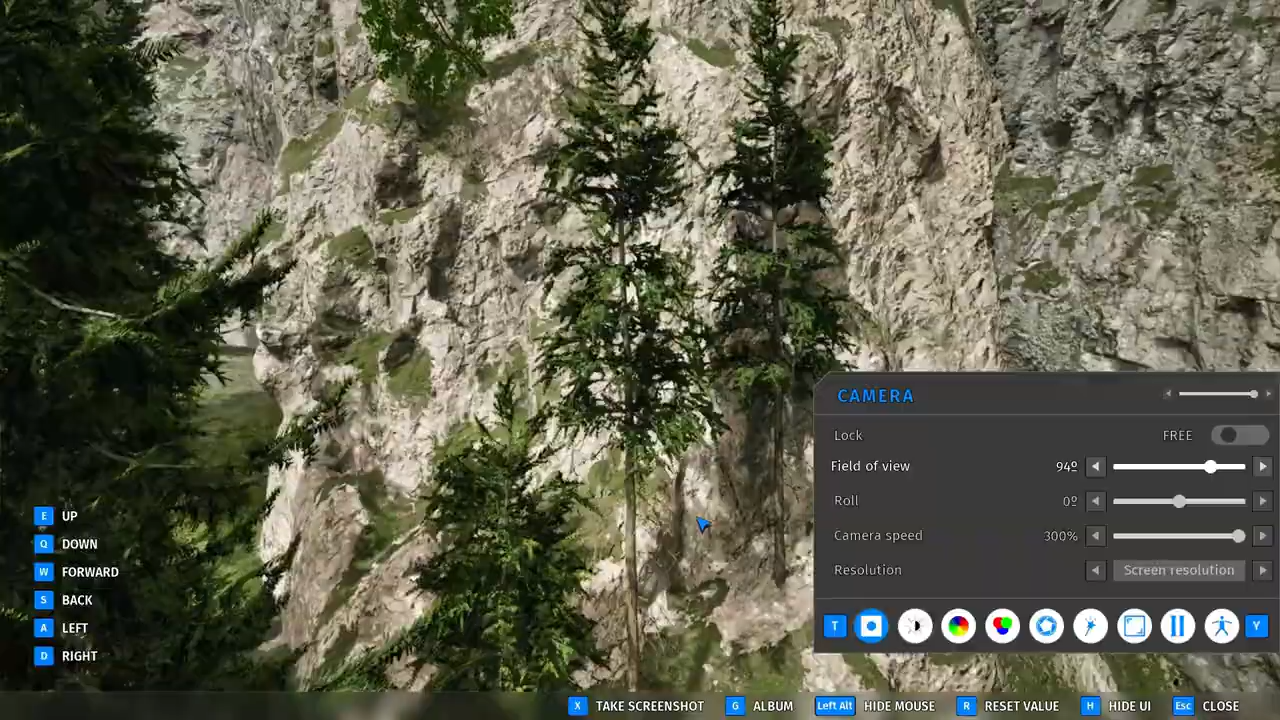 CAMERA
Lock FREE
Field of view 94º
Roll 0º
Camera speed 300%
Resolution Screen resolution
T Y
E UP
Q DOWN
W FORWARD
S BACK
A LEFT
D RIGHT
X TAKE SCREENSHOT G ALBUM Left Alt HIDE MOUSE R RESET VALUE H HIDE UI Esc CLOSE